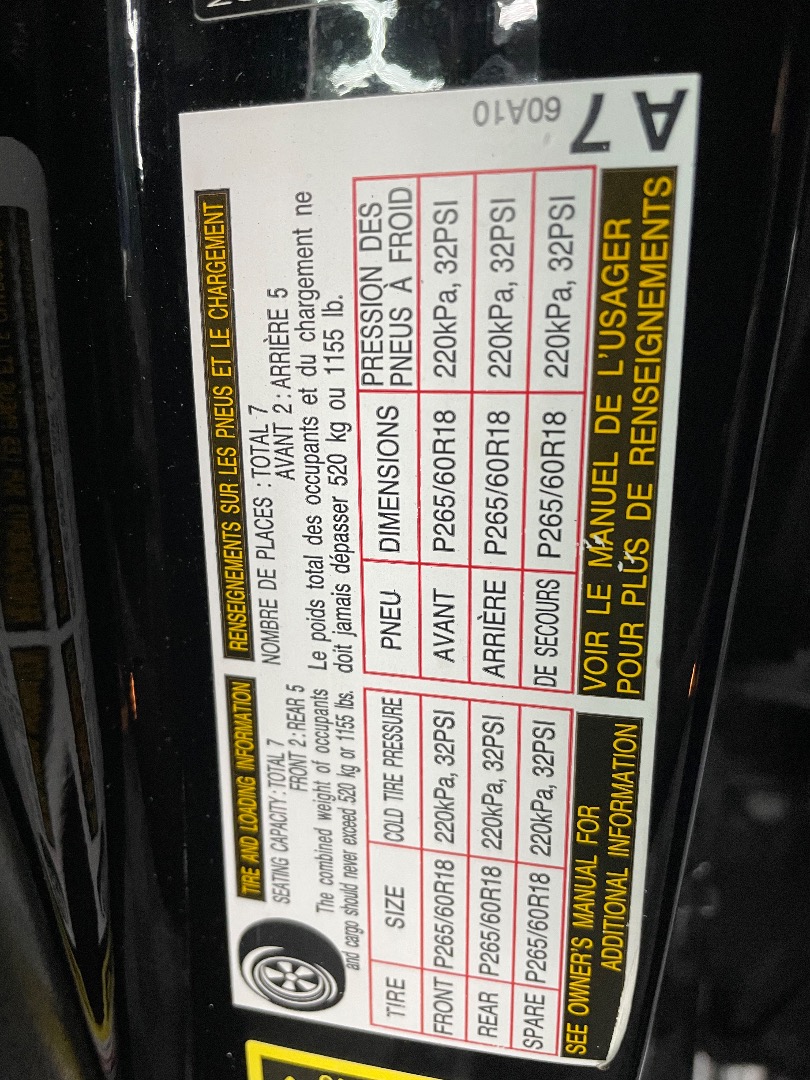 TIRE AND LOADING INFORMATION
SEATING CAPACITY : TOTAL 7
FRONT 2 : REAR 5
The combined weight of occupants
and cargo should never exceed 520 kg or 1155 lbs.
TIRE SIZE COLD TIRE PRESSURE
FRONT P265/60R18 220kPa, 32PSI
REAR P265/60R18 220kPa, 32PSI
SPARE P265/60R18 220kPa, 32PSI
SEE OWNER'S MANUAL FOR
ADDITIONAL INFORMATION
RENSEIGNEMENTS SUR LES PNEUS ET LE CHARGEMENT
NOMBRE DE PLACES : TOTAL 7
AVANT 2 : ARRIÈRE 5
Le poids total des occupants et du chargement ne
doit jamais dépasser 520 kg ou 1155 lb.
PNEU DIMENSIONS PRESSION DES
PNEUS À FROID
AVANT P265/60R18 220kPa, 32PSI
ARRIÈRE P265/60R18 220kPa, 32PSI
DE SECOURS P265/60R18 220kPa, 32PSI
VOIR LE MANUEL DE L'USAGER
POUR PLUS DE RENSEIGNEMENTS
60A10
A7